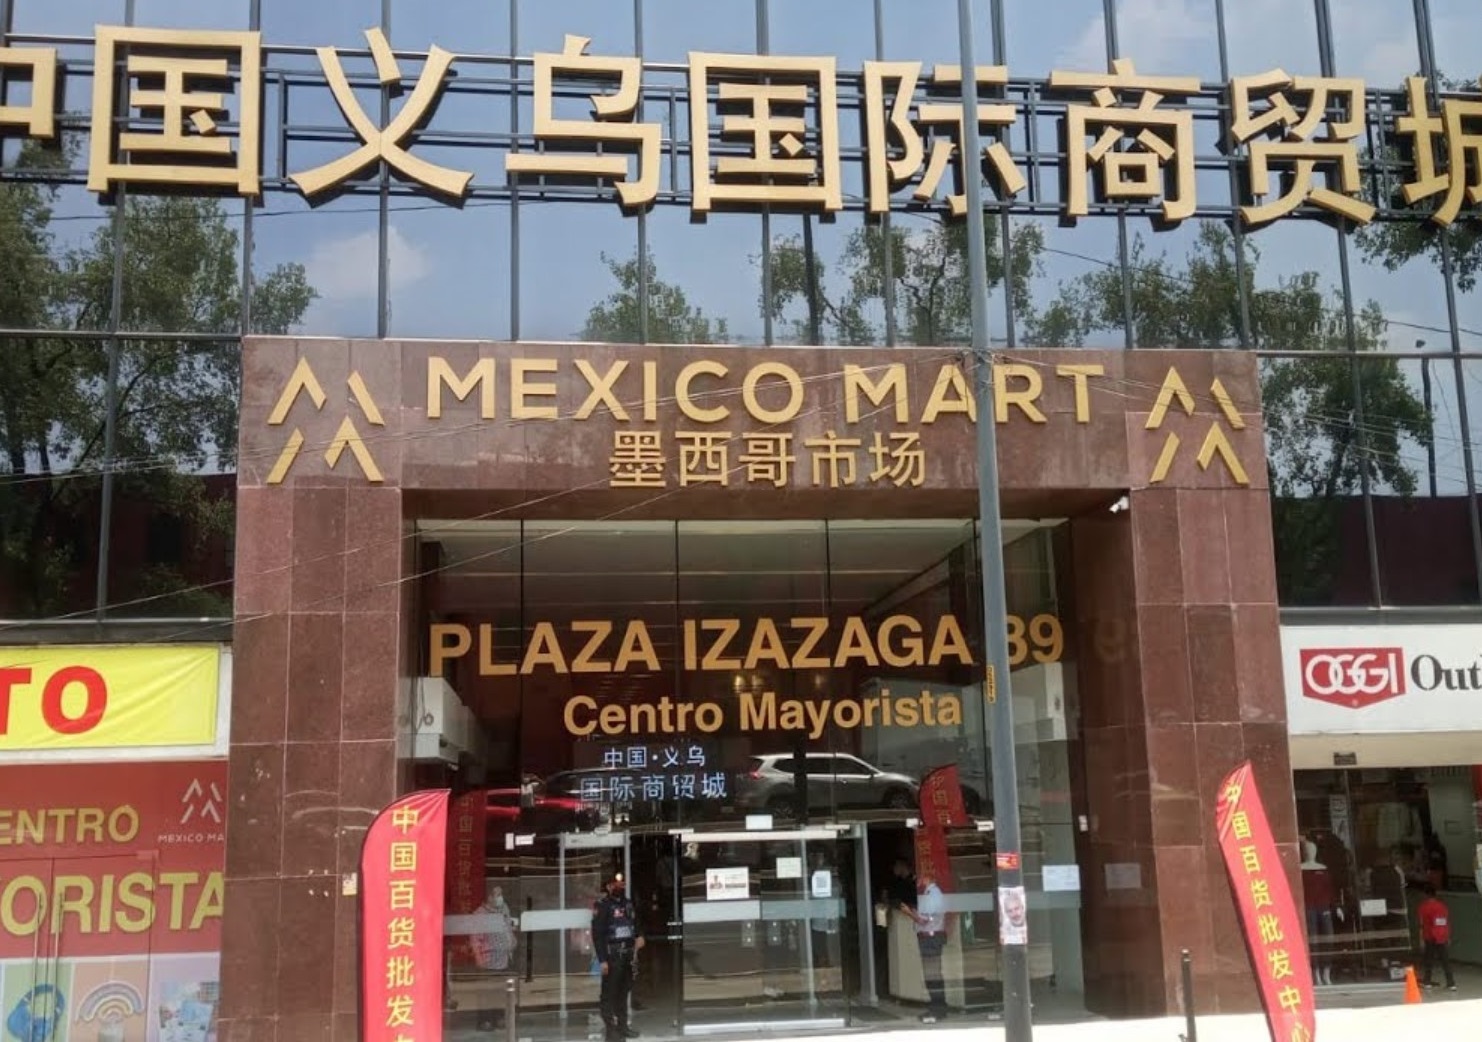 中国义乌国际商贸城
MEXICO MART
墨西哥市场
PLAZA IZAZAGA 89
Centro Mayorista
中国·义乌
国际商贸城
TO
ENTRO
MEXICO MA
ORISTA
OGGI Out
中国百货批发
中国百货批发中心